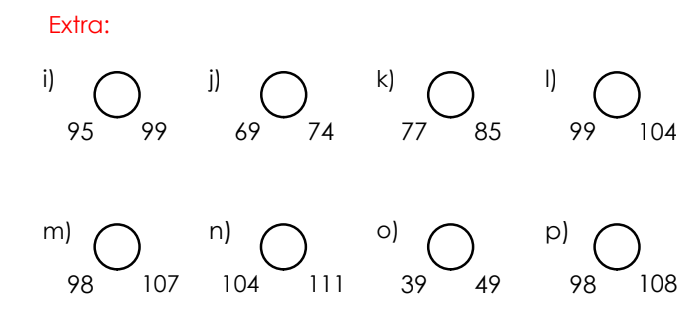 Extra:
i) j) k) l)
95 99 69 74 77 85 99 104
m) n) o) p)
98 107 104 111 39 49 98 108